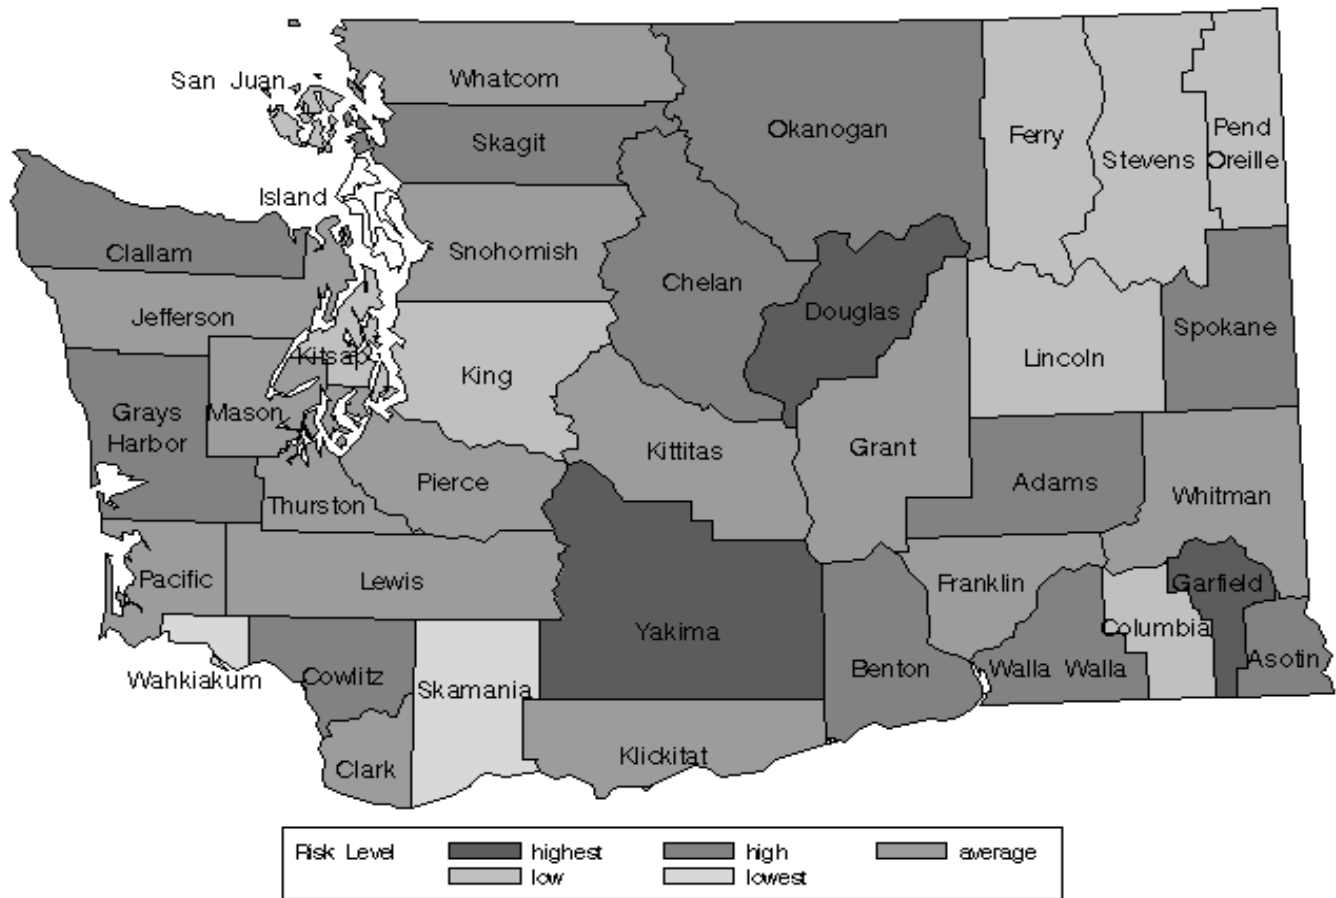 San Juan
Whatcom
Skagit
Okanogan
Ferry
Stevens
Pend
Oreille
Island
Clallam
Snohomish
Chelan
Jefferson
Douglas
Spokane
Kitsap
King
Lincoln
Grays
Harbor
Mason
Kittitas
Grant
Pierce
Adams
Whitman
Thurston
Pacific
Lewis
Franklin
Garfield
Yakima
Columbia
Wahkiakum
Cowlitz
Skamania
Benton
Walla Walla
Asotin
Clark
Klickitat
Risk Level highest high average
low lowest